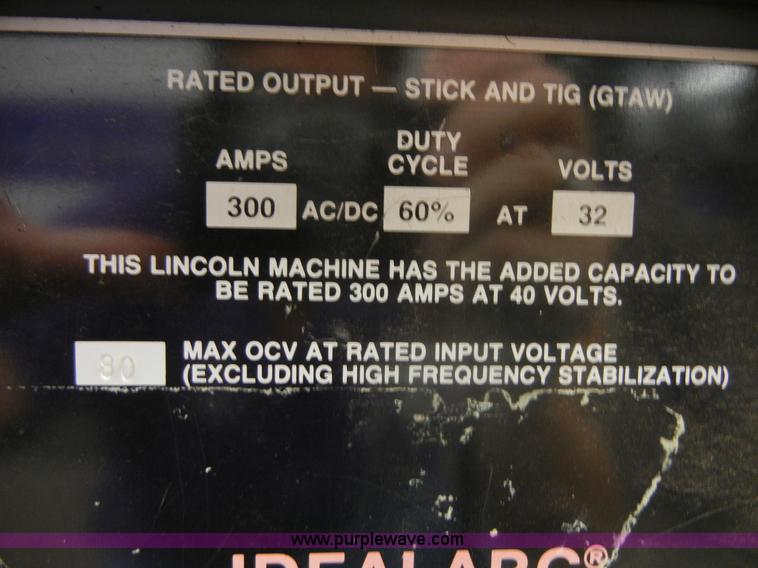 RATED OUTPUT — STICK AND TIG (GTAW)
AMPS DUTY CYCLE VOLTS
300 AC/DC 60% AT 32
THIS LINCOLN MACHINE HAS THE ADDED CAPACITY TO
BE RATED 300 AMPS AT 40 VOLTS.
80 MAX OCV AT RATED INPUT VOLTAGE
(EXCLUDING HIGH FREQUENCY STABILIZATION)
www.purplewave.com
IDEALARC®